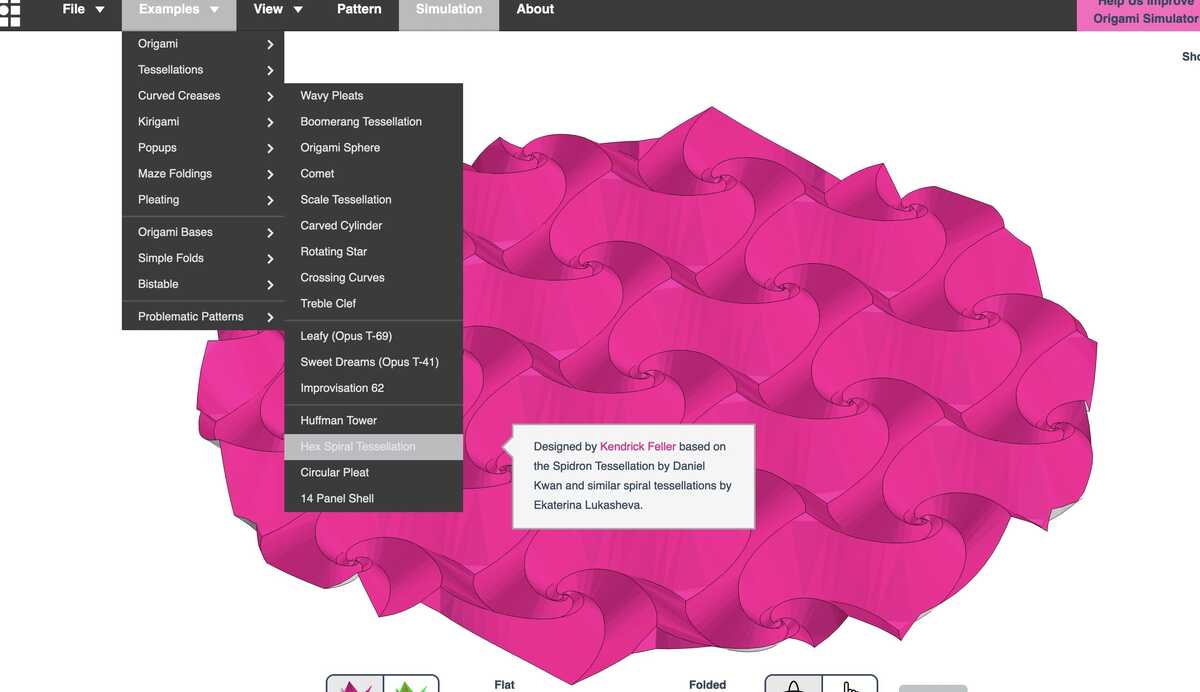 File
Examples
View
Pattern
Simulation
About
Help Us Improve
Origami Simulator
Origami
Tessellations
Curved Creases
Kirigami
Popups
Maze Foldings
Pleating
Origami Bases
Simple Folds
Bistable
Problematic Patterns
Wavy Pleats
Boomerang Tessellation
Origami Sphere
Comet
Scale Tessellation
Carved Cylinder
Rotating Star
Crossing Curves
Treble Clef
Leafy (Opus T-69)
Sweet Dreams (Opus T-41)
Improvisation 62
Huffman Tower
Hex Spiral Tessellation
Circular Pleat
14 Panel Shell
Designed by Kendrick Feller based on
the Spidron Tessellation by Daniel
Kwan and similar spiral tessellations by
Ekaterina Lukasheva.
Flat
Folded